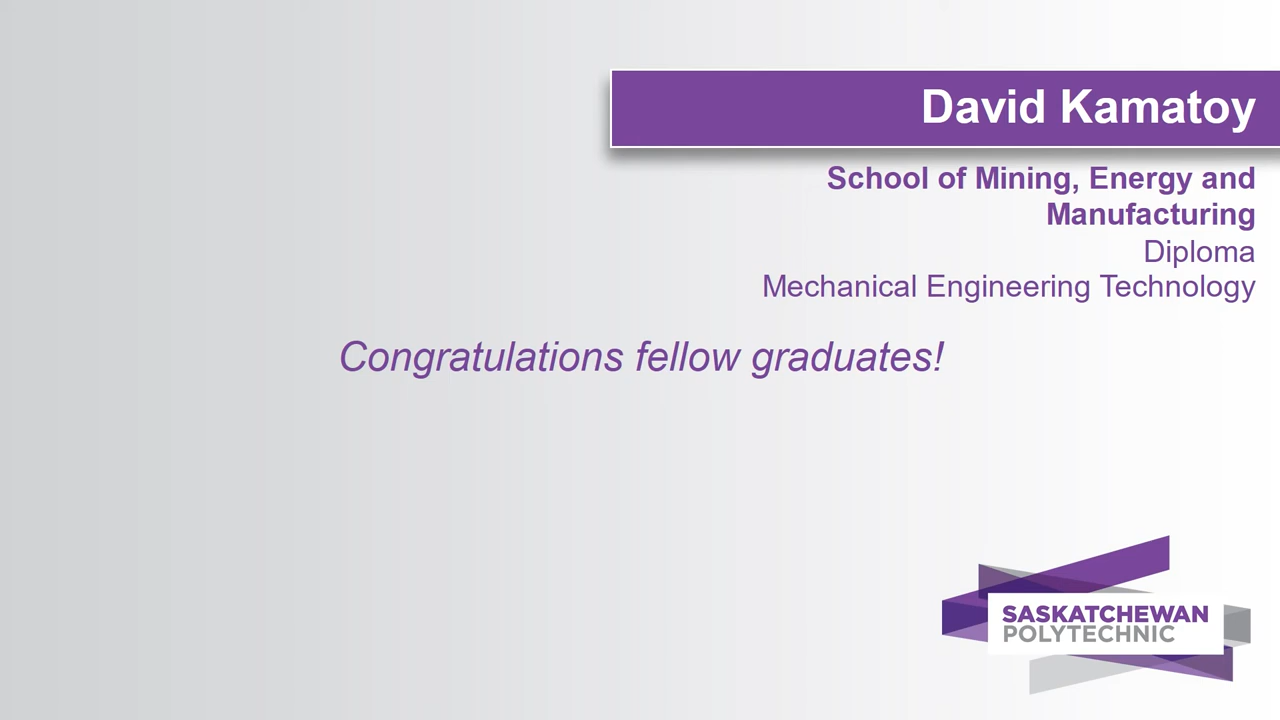 David Kamatoy
School of Mining, Energy and
Manufacturing
Diploma
Mechanical Engineering Technology
Congratulations fellow graduates!
SASKATCHEWAN
POLYTECHNIC